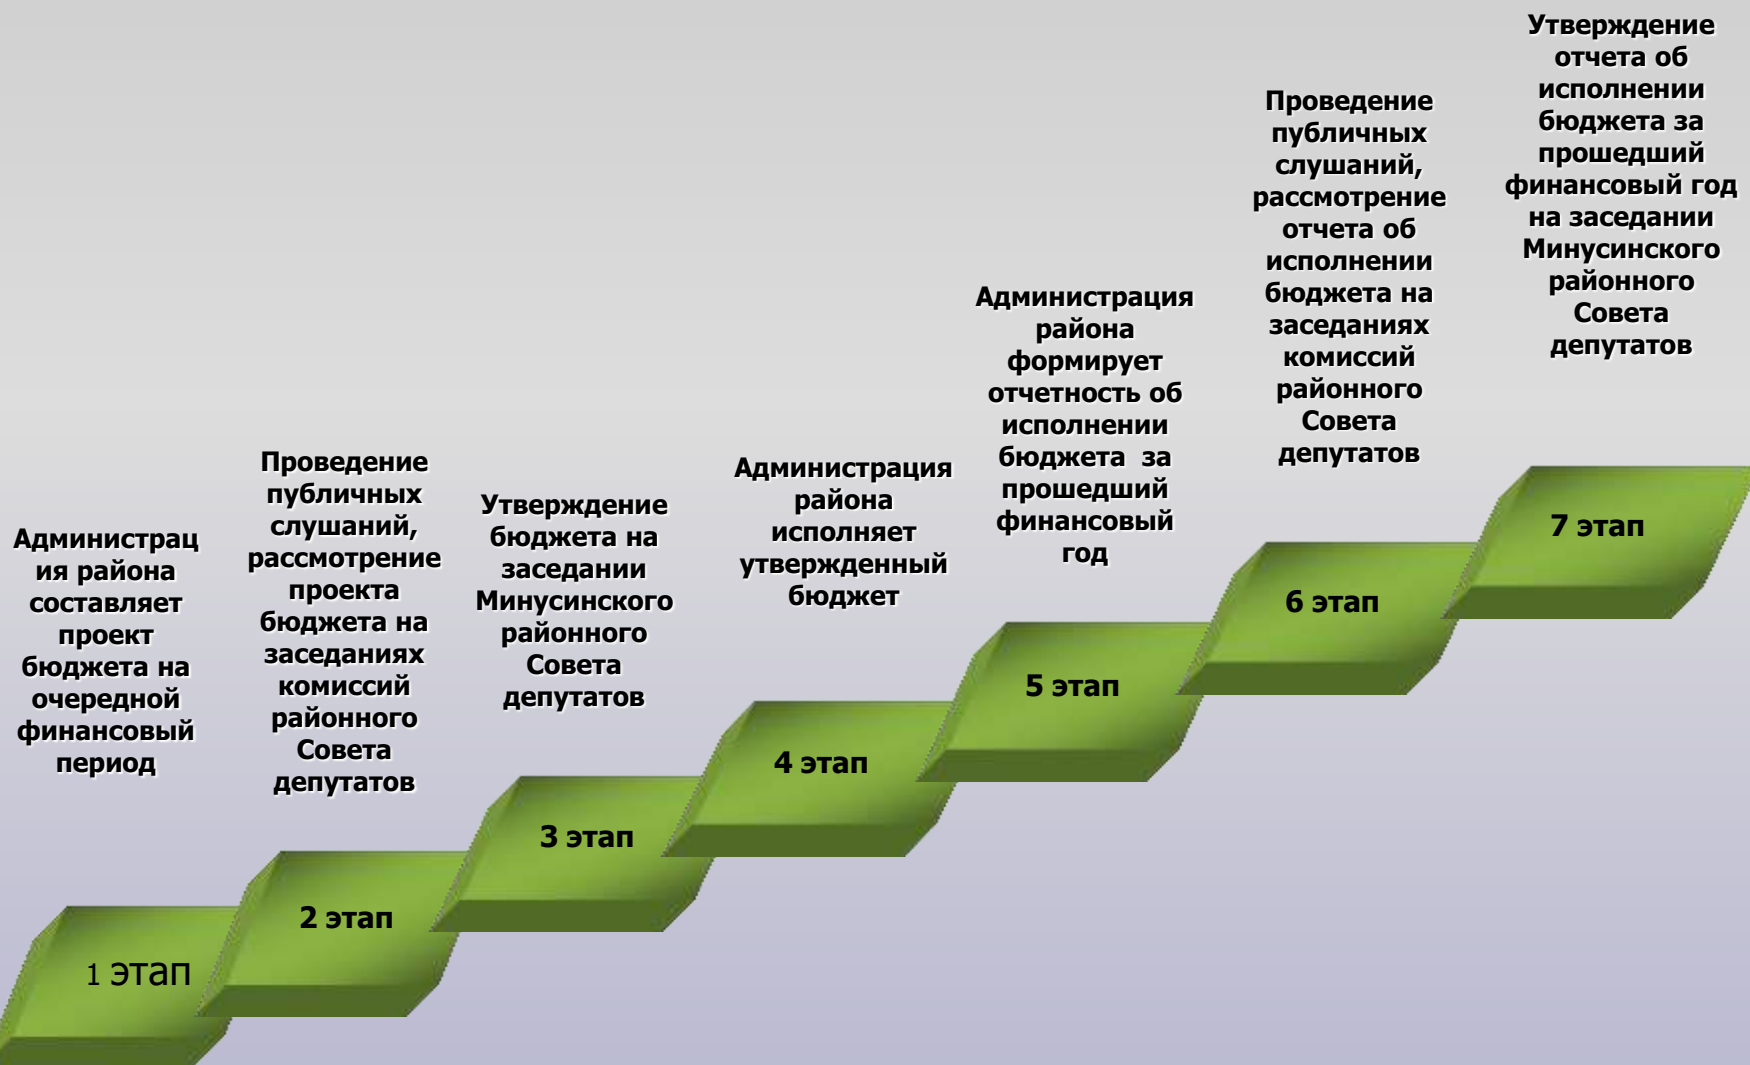 Администрац
ия района
составляет
проект
бюджета на
очередной
финансовый
период
1 этап
Проведение
публичных
слушаний,
рассмотрение
проекта
бюджета на
заседаниях
комиссий
районного
Совета
депутатов
2 этап
Утверждение
бюджета на
заседании
Минусинского
районного
Совета
депутатов
3 этап
Администрация
района
исполняет
утвержденный
бюджет
4 этап
Администрация
района
формирует
отчетность об
исполнении
бюджета за
прошедший
финансовый
год
5 этап
Проведение
публичных
слушаний,
рассмотрение
отчета об
исполнении
бюджета на
заседаниях
комиссий
районного
Совета
депутатов
6 этап
Утверждение
отчета об
исполнении
бюджета за
прошедший
финансовый год
на заседании
Минусинского
районного
Совета
депутатов
7 этап